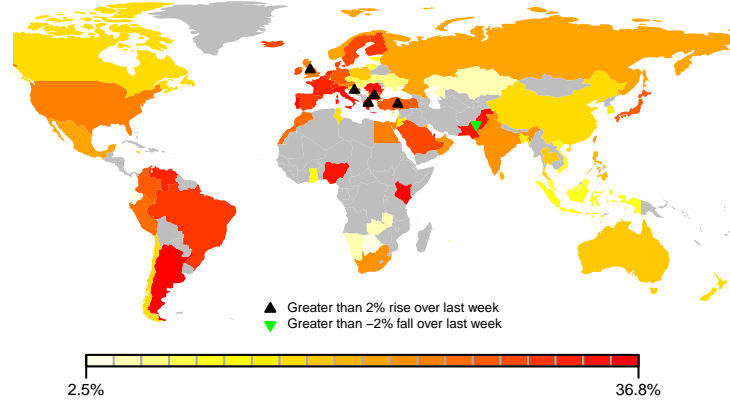 Greater than 2% rise over last week
Greater than −2% fall over last week
2.5%
36.8%